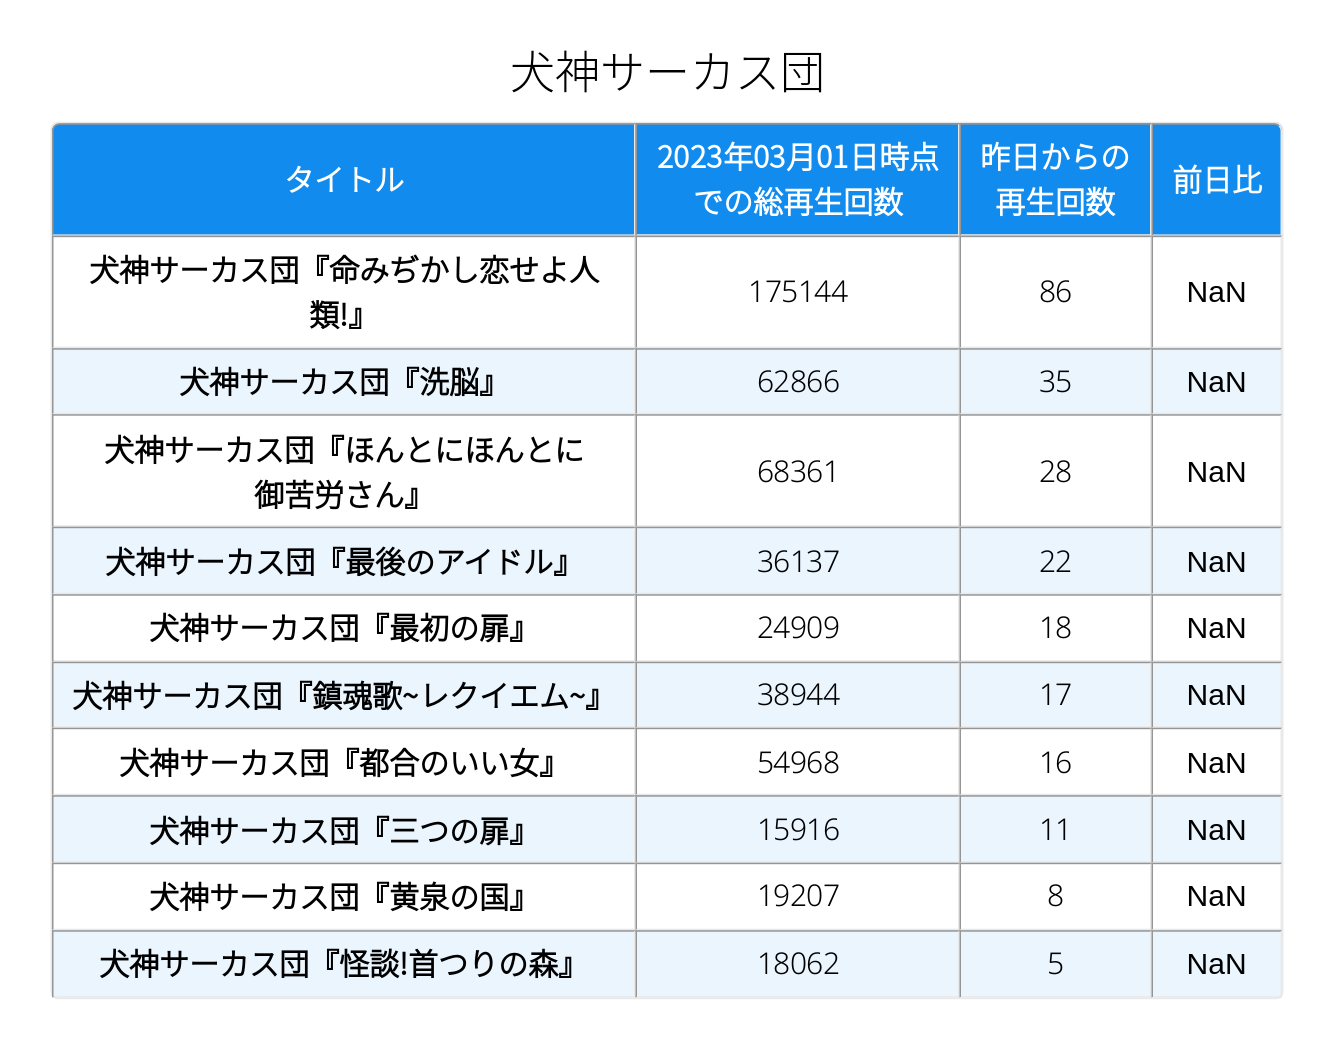 犬神サーカス団
タイトル
2023年03月01日時点
での総再生回数
昨日からの
再生回数
前日比
犬神サーカス団『命みぢかし恋せよ人
類!』
175144
86
NaN
犬神サーカス団『洗脳』
62866
35
NaN
犬神サーカス団『ほんとにほんとに
御苦労さん』
68361
28
NaN
犬神サーカス団『最後のアイドル』
36137
22
NaN
犬神サーカス団『最初の扉』
24909
18
NaN
犬神サーカス団『鎮魂歌~レクイエム~』
38944
17
NaN
犬神サーカス団『都合のいい女』
54968
16
NaN
犬神サーカス団『三つの扉』
15916
11
NaN
犬神サーカス団『黄泉の国』
19207
8
NaN
犬神サーカス団『怪談!首つりの森』
18062
5
NaN